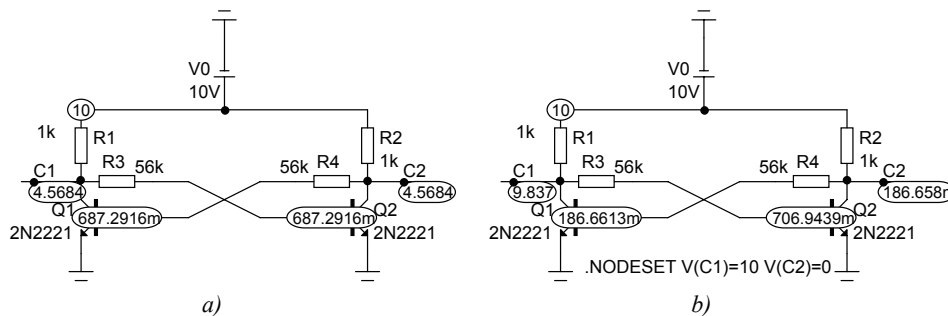 V0
10V
10
1k
R1
R2
1k
C1
R3
56k
56k
R4
C2
4.5684
4.5684
Q1
687.2916m
687.2916m
Q2
2N2221
2N2221
a)
V0
10V
10
1k
R1
R2
1k
C1
R3
56k
56k
R4
C2
9.837
186.658m
Q1
186.6613m
706.9439m
Q2
2N2221
2N2221
.NODESET V(C1)=10 V(C2)=0
b)